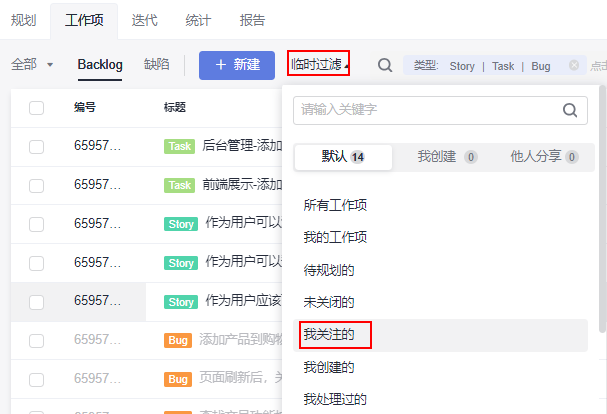 规划 工作项 迭代 统计 报告
全部 Backlog 缺陷 + 新建 临时过滤 类型: Story | Task | Bug 点击
编号 标题
请输入关键字
65957... Task 后台管理-添加
默认 14 我创建 0 他人分享 0
65957... Task 前端展示-添加
所有工作项
65957... Story 作为用户可以
我的工作项
65957... Story 作为用户可以
待规划的
65957... Story 作为用户应该
未关闭的
我关注的
65957... Bug 添加产品到购物
我创建的
65957... Bug 页面刷新后，关
我处理过的